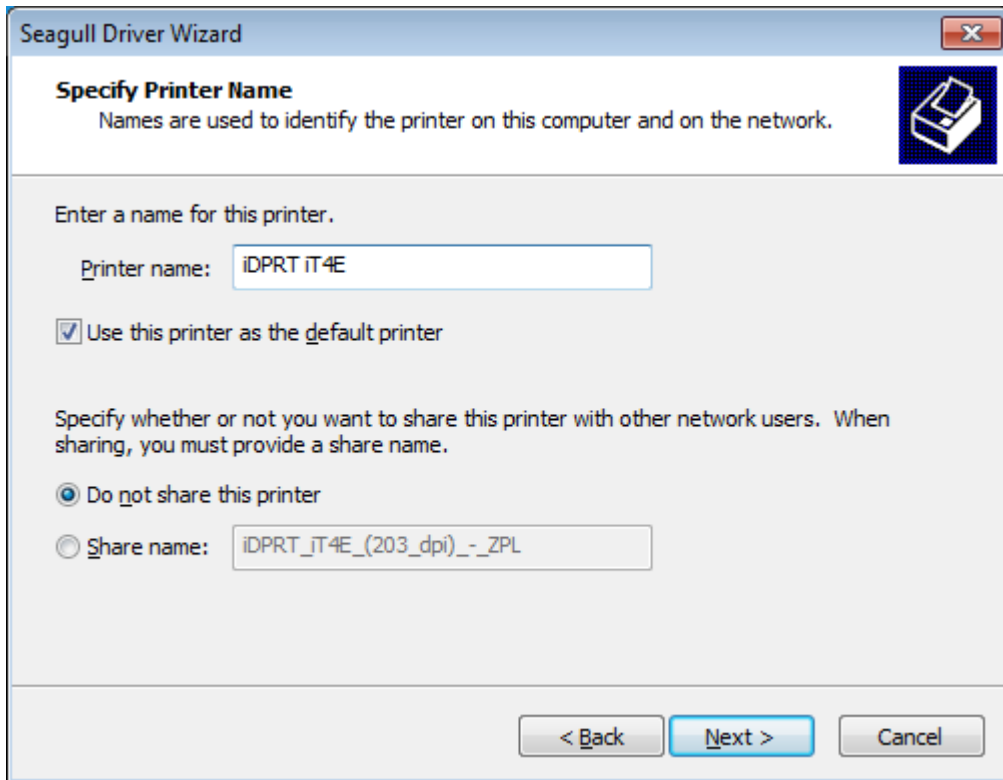 Seagull Driver Wizard
Specify Printer Name
Names are used to identify the printer on this computer and on the network.
Enter a name for this printer.
Printer name: iDPRT iT4E
Use this printer as the default printer
Specify whether or not you want to share this printer with other network users.  When
sharing, you must provide a share name.
Do not share this printer
Share name: iDPRT_iT4E_(203_dpi)_-_ZPL
< Back Next > Cancel